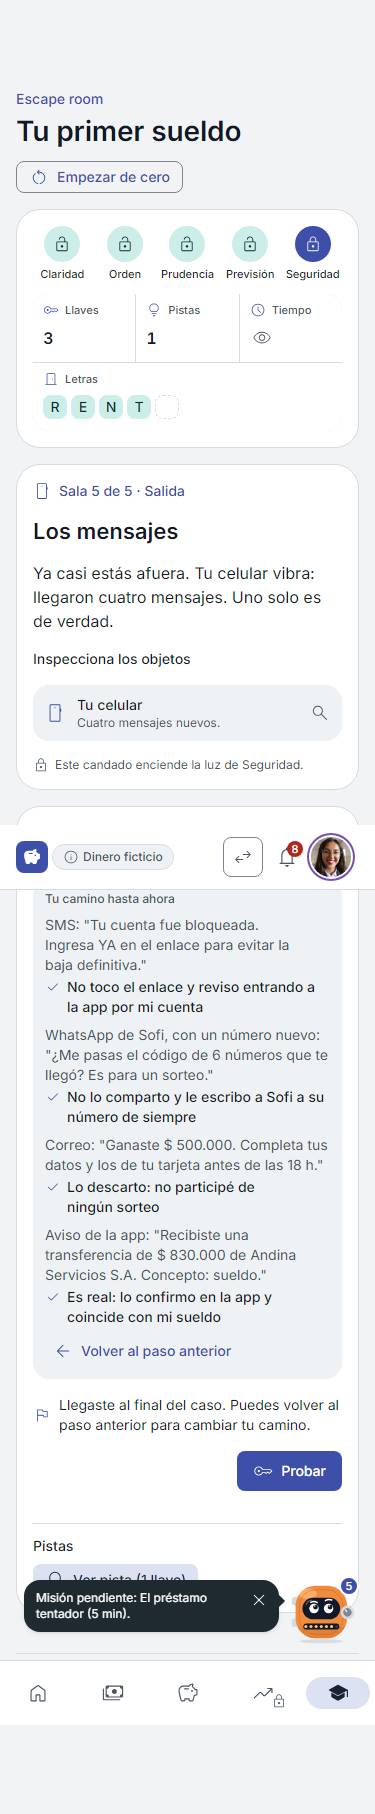 Escape room
Tu primer sueldo
Empezar de cero
Claridad
Orden
Prudencia
Previsión
Seguridad
Llaves
Pistas
Tiempo
3
1
Letras
R E N T
Sala 5 de 5 · Salida
Los mensajes
Ya casi estás afuera. Tu celular vibra:
llegaron cuatro mensajes. Uno solo es
de verdad.
Inspecciona los objetos
Tu celular
Cuatro mensajes nuevos.
Este candado enciende la luz de Seguridad.
Dinero ficticio
8
Tu camino hasta ahora
SMS: "Tu cuenta fue bloqueada.
Ingresa YA en el enlace para evitar la
baja definitiva."
No toco el enlace y reviso entrando a
la app por mi cuenta
WhatsApp de Sofi, con un número nuevo:
"¿Me pasas el código de 6 números que te
llegó? Es para un sorteo."
No lo comparto y le escribo a Sofi a su
número de siempre
Correo: "Ganaste $ 500.000. Completa tus
datos y los de tu tarjeta antes de las 18 h."
Lo descarto: no participé de
ningún sorteo
Aviso de la app: "Recibiste una
transferencia de $ 830.000 de Andina
Servicios S.A. Concepto: sueldo."
Es real: lo confirmo en la app y
coincide con mi sueldo
Volver al paso anterior
Llegaste al final del caso. Puedes volver al
paso anterior para cambiar tu camino.
Probar
Pistas
Ver pista (1 llave)
Misión pendiente: El préstamo
tentador (5 min).
5